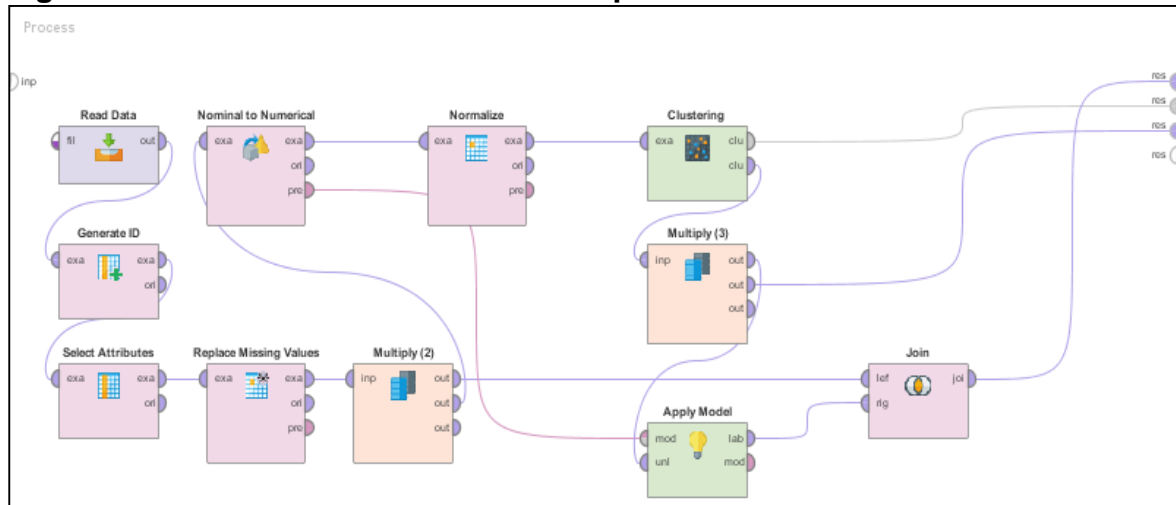 Process
inp
res
res
res
res
Read Data
fil out
Nominal to Numerical
exa exa
ori
pre
Normalize
exa exa
ori
pre
Clustering
exa clu
clu
Generate ID
exa exa
ori
Multiply (3)
inp out
out
out
Select Attributes
exa exa
ori
Replace Missing Values
exa exa
ori
pre
Multiply (2)
inp out
out
out
Join
lef joi
rig
Apply Model
mod lab
unl mod